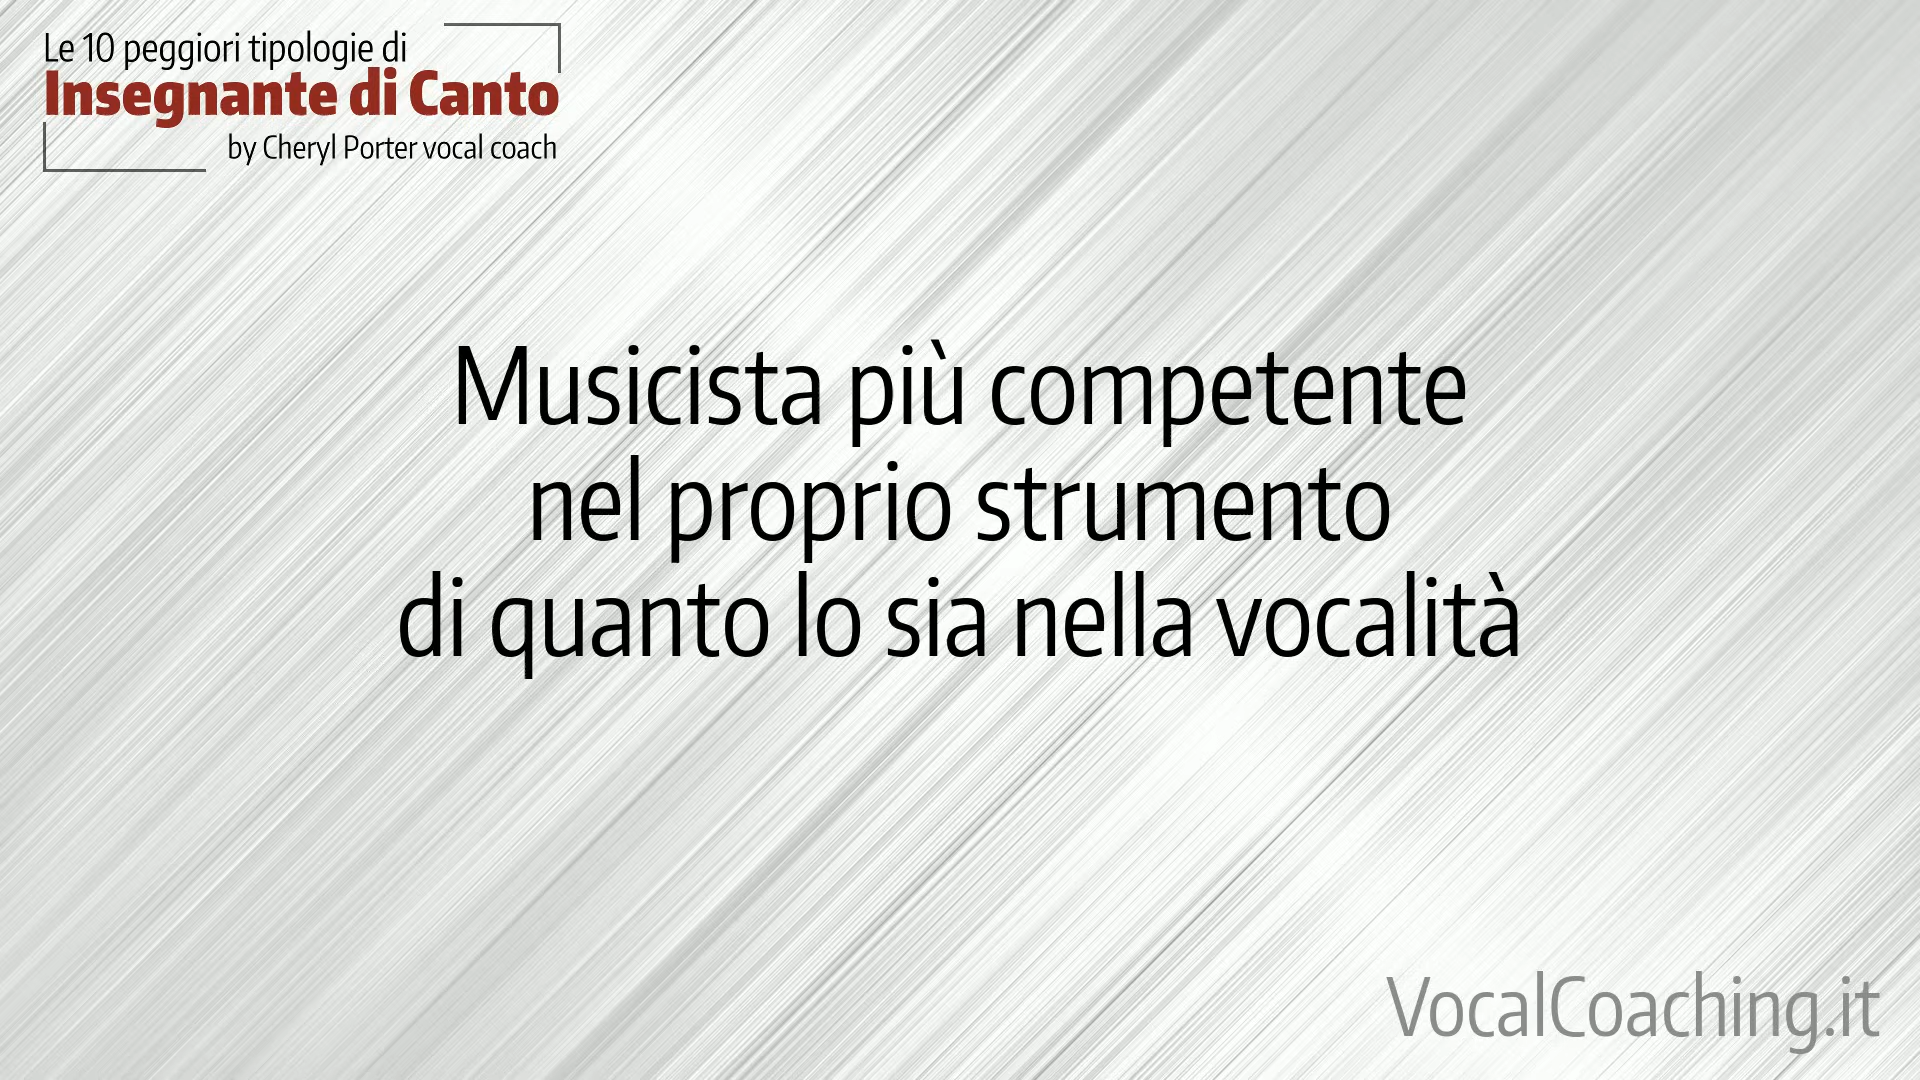 Le 10 peggiori tipologie di
Insegnante di Canto
by Cheryl Porter vocal coach
Musicista più competente
nel proprio strumento
di quanto lo sia nella vocalità
VocalCoaching.it